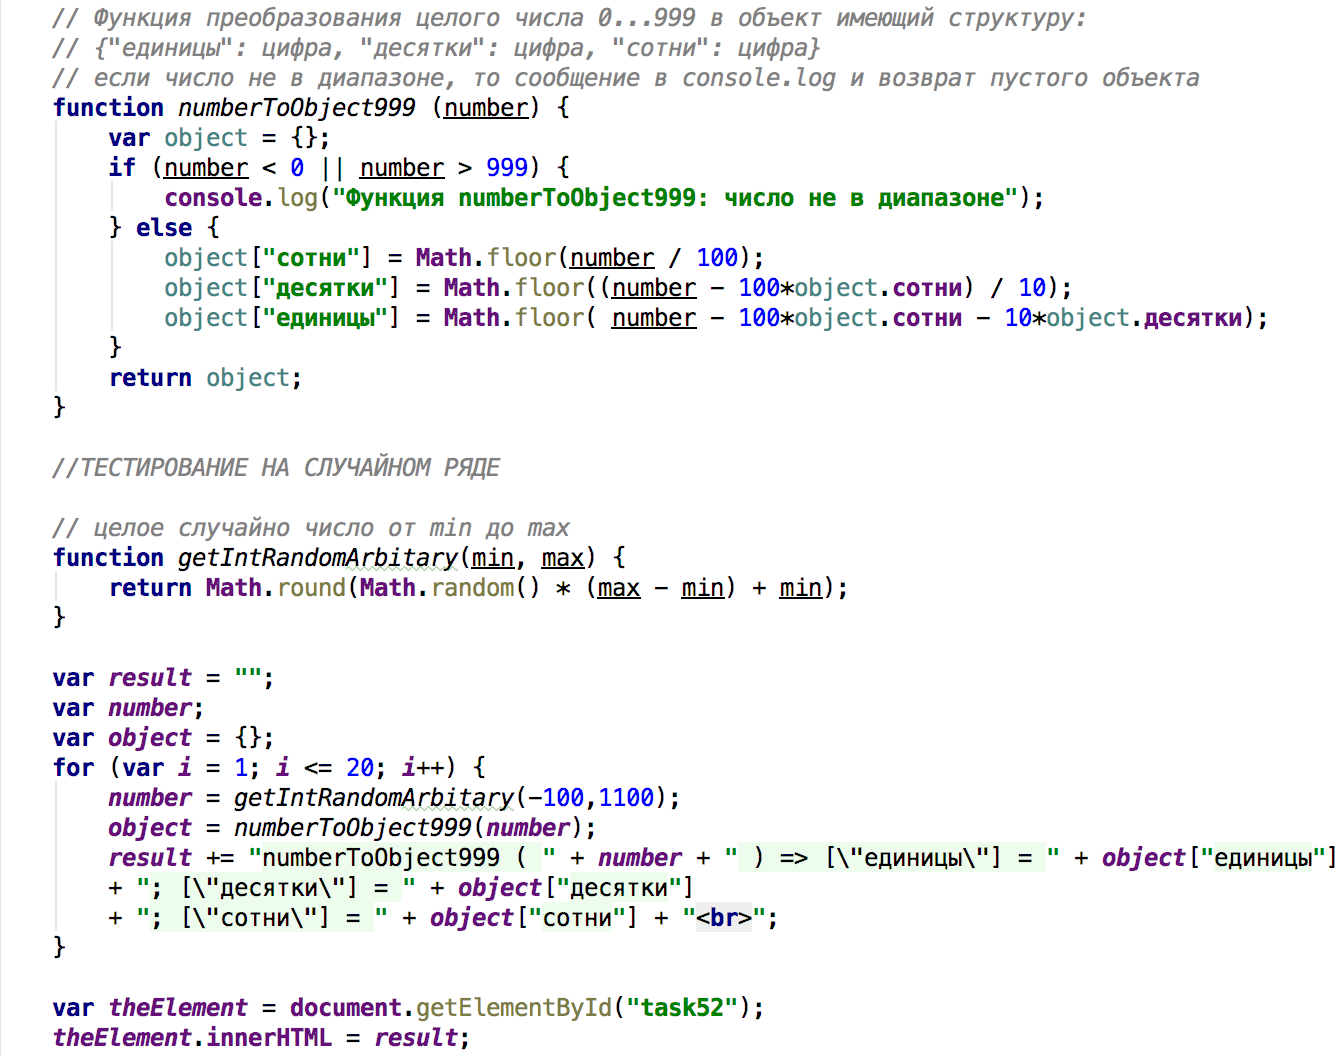 // Функция преобразования целого числа 0...999 в объект имеющий структуру:
// {"единицы": цифра, "десятки": цифра, "сотни": цифра}
// если число не в диапазоне, то сообщение в console.log и возврат пустого объекта
function numberToObject999 (number) {
    var object = {};
    if (number < 0 || number > 999) {
        console.log("Функция numberToObject999: число не в диапазоне");
    } else {
        object["сотни"] = Math.floor(number / 100);
        object["десятки"] = Math.floor((number - 100*object.сотни) / 10);
        object["единицы"] = Math.floor( number - 100*object.сотни - 10*object.десятки);
    }
    return object;
}
//ТЕСТИРОВАНИЕ НА СЛУЧАЙНОМ РЯДЕ
// целое случайно число от min до max
function getIntRandomArbitary(min, max) {
    return Math.round(Math.random() * (max - min) + min);
}
var result = "";
var number;
var object = {};
for (var i = 1; i <= 20; i++) {
    number = getIntRandomArbitary(-100,1100);
    object = numberToObject999(number);
    result += "numberToObject999 ( " + number + " ) => [\"единицы\"] = " + object["единицы"]
    + "; [\"десятки\"] = " + object["десятки"]
    + "; [\"сотни\"] = " + object["сотни"] + "<br>";
}
var theElement = document.getElementById("task52");
theElement.innerHTML = result;